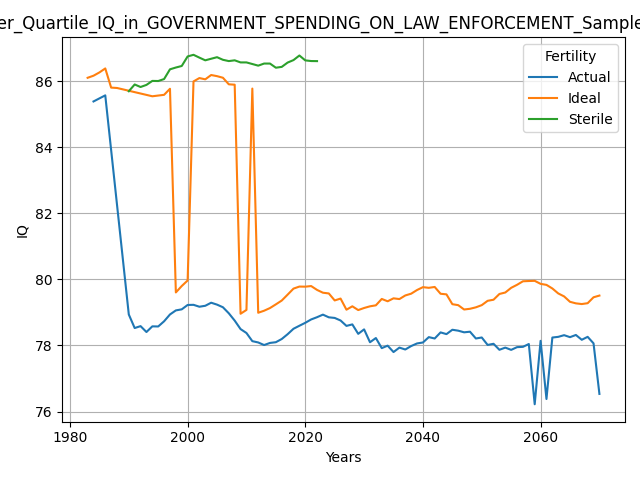 er_Quartile_IQ_in_GOVERNMENT_SPENDING_ON_LAW_ENFORCEMENT_Sample
Fertility
Actual
Ideal
Sterile
IQ
86
84
82
80
78
76
1980
2000
2020
2040
2060
Years